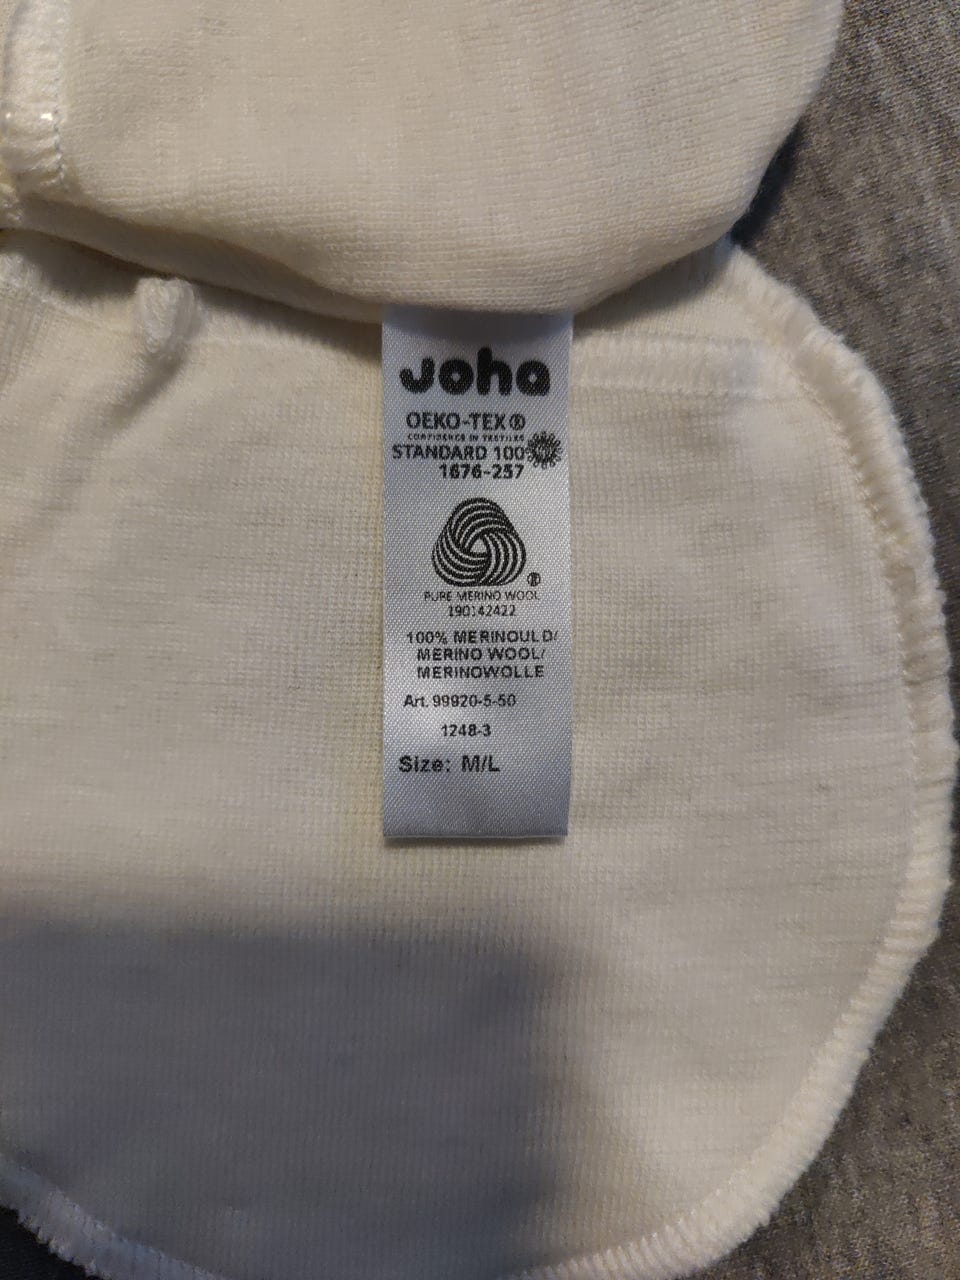 Joha
OEKO-TEX®
CONFIDENCE IN TEXTILES
STANDARD 100
1676-257
®
PURE MERINO WOOL
190142422
100% MERINOULD/
MERINO WOOL/
MERINOWOLLE
Art. 99920-5-50
1248-3
Size: M/L